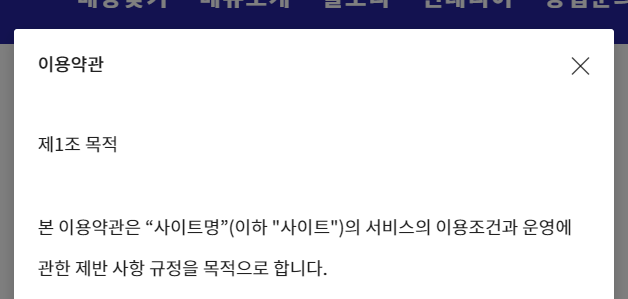 이용약관
제1조 목적
본 이용약관은 “사이트명”(이하 "사이트")의 서비스의 이용조건과 운영에
관한 제반 사항 규정을 목적으로 합니다.